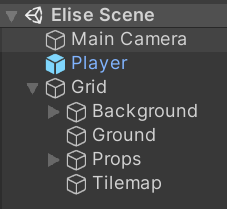 Elise Scene
Main Camera
Player
Grid
Background
Ground
Props
Tilemap